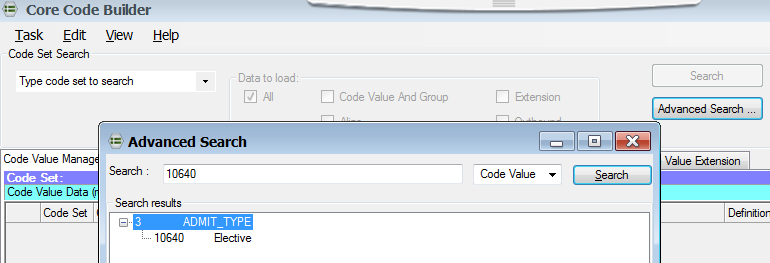 Core Code Builder
Task Edit View Help
Code Set Search
Type code set to search
Data to load:
All
Code Value And Group
Extension
Search
Advanced Search ...
Advanced Search
Search :
10640
Code Value
Search
Search results
3 ADMIT_TYPE
10640 Elective
Code Value Manage
Value Extension
Code Set:
Code Value Data (r
Code Set
Definition